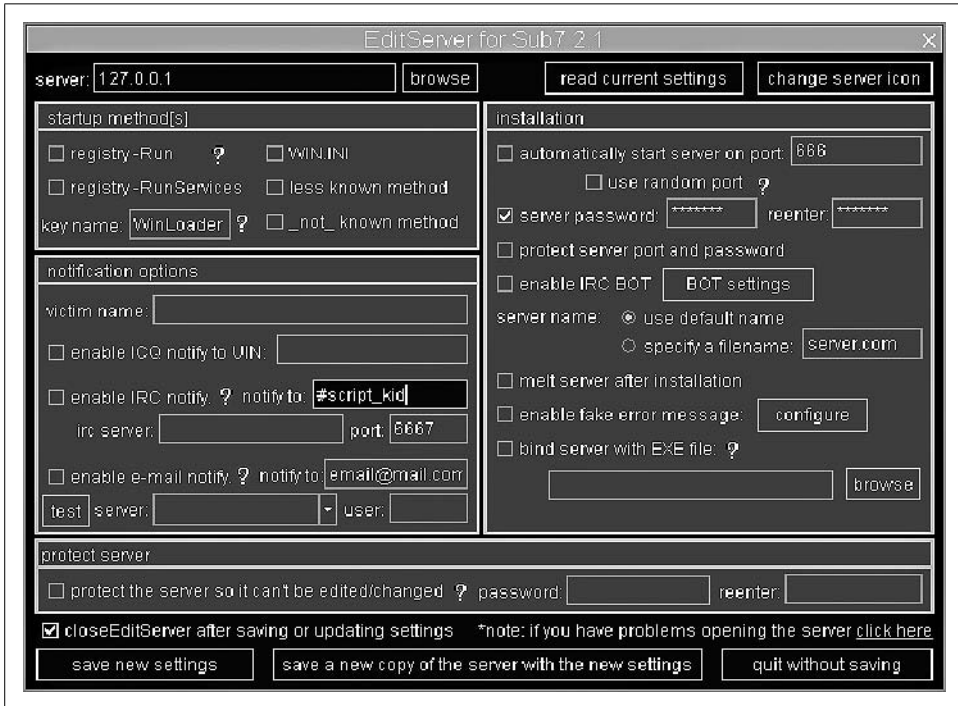 EditServer for Sub7 2 1 X
server: 127.0.0.1 browse read current settings change server icon
startup method[s]
registry-Run ? WIN.INI
registry-RunServices less known method
key name: WinLoader ? _not_ known method
notification options
victim name:
enable ICQ notify to UIN:
enable IRC notify. ? notify to: #script_kid
irc server: port: 6667
enable e-mail notify. ? notify to: email@mail.com
test server: user:
installation
automatically start server on port: 666
use random port ?
server password: ******* reenter: *******
protect server port and password
enable IRC BOT BOT settings
server name: use default name
specify a filename: server.com
melt server after installation
enable fake error message: configure
bind server with EXE file: ?
browse
protect server
protect the server so it can't be edited/changed ? password: reenter:
closeEditServer after saving or updating settings *note: if you have problems opening the server click here
save new settings save a new copy of the server with the new settings quit without saving